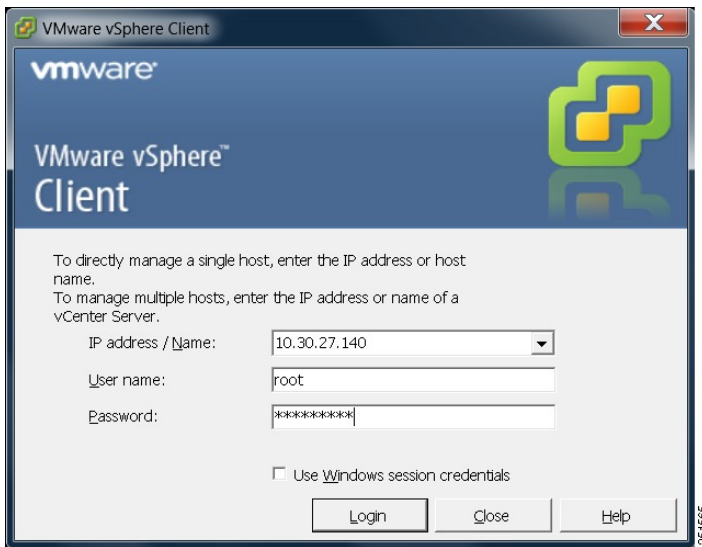 VMware vSphere Client
vmware
VMware vSphere™
Client
To directly manage a single host, enter the IP address or host
name.
To manage multiple hosts, enter the IP address or name of a
vCenter Server.
IP address / Name: 10.30.27.140
User name: root
Password: *********
Use Windows session credentials
Login Close Help